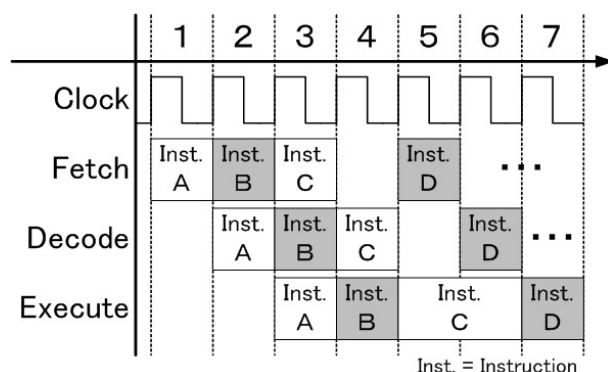 1 2 3 4 5 6 7
Clock
Fetch Inst. A Inst. B Inst. C Inst. D ...
Decode Inst. A Inst. B Inst. C Inst. D ...
Execute Inst. A Inst. B Inst. C Inst. D
Inst. = Instruction